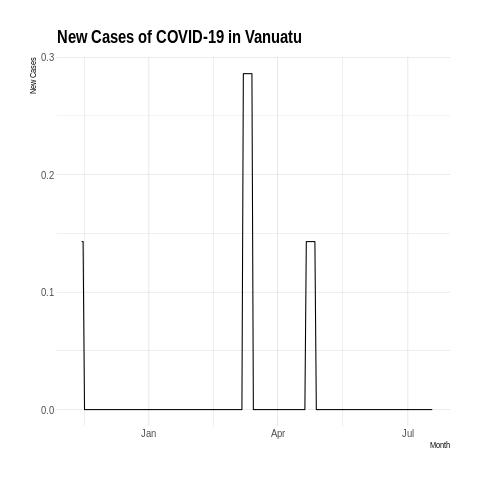 New Cases of COVID-19 in Vanuatu
New Cases
0.3
0.2
0.1
0.0
Jan Apr Jul
Month